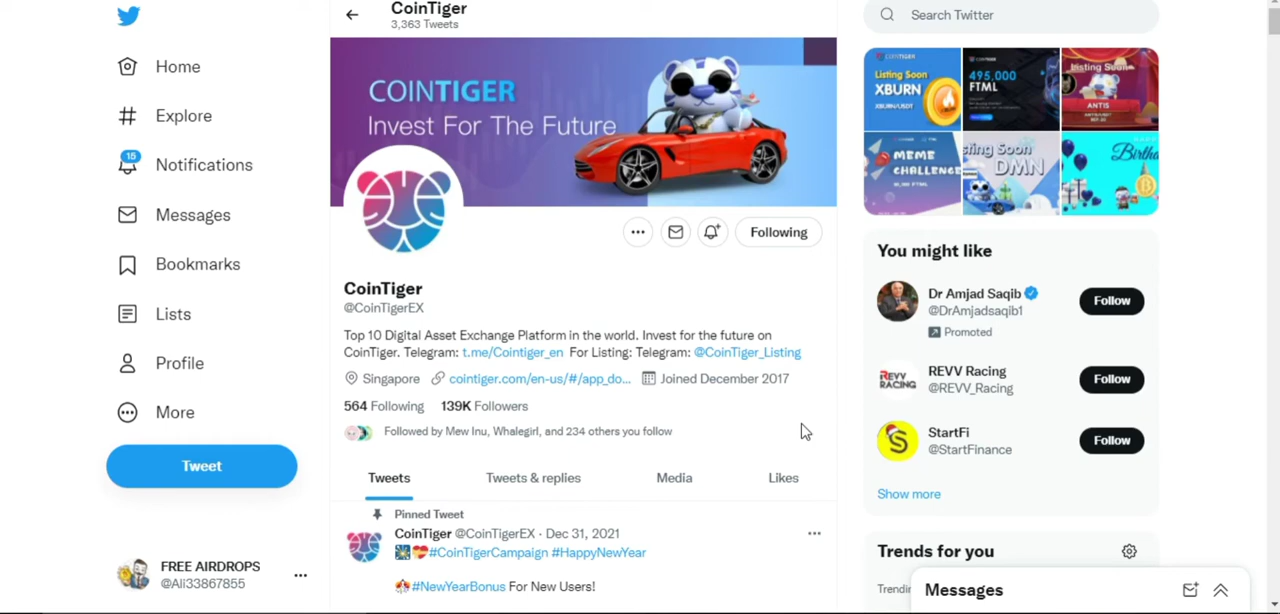 CoinTiger
3,363 Tweets
Search Twitter
Home
Explore
15
Notifications
Messages
Bookmarks
Lists
Profile
More
Tweet
FREE AIRDROPS
@Ali33867855
COINTIGER
Invest For The Future
Following
CoinTiger
@CoinTigerEX
Top 10 Digital Asset Exchange Platform in the world. Invest for the future on
CoinTiger. Telegram: t.me/Cointiger_en For Listing: Telegram: @CoinTiger_Listing
Singapore cointiger.com/en-us/#/app_do... Joined December 2017
564 Following 139K Followers
Followed by Mew Inu, Whalegirl, and 234 others you follow
Tweets Tweets & replies Media Likes
Pinned Tweet
CoinTiger @CoinTigerEX · Dec 31, 2021
#CoinTigerCampaign #HappyNewYear
#NewYearBonus For New Users!
Listing Soon
XBURN
XBURN/USDT
495,000
FTML
Listing Soon
ANTIS
MEME
CHALLENGE
sting Soon
DMN
Birtha
You might like
Dr Amjad Saqib
@DrAmjadsaqib1
Promoted
Follow
REVV Racing
@REVV_Racing
Follow
REVV
RACING
StartFi
@StartFinance
Follow
Show more
Trends for you
Trendin
Messages